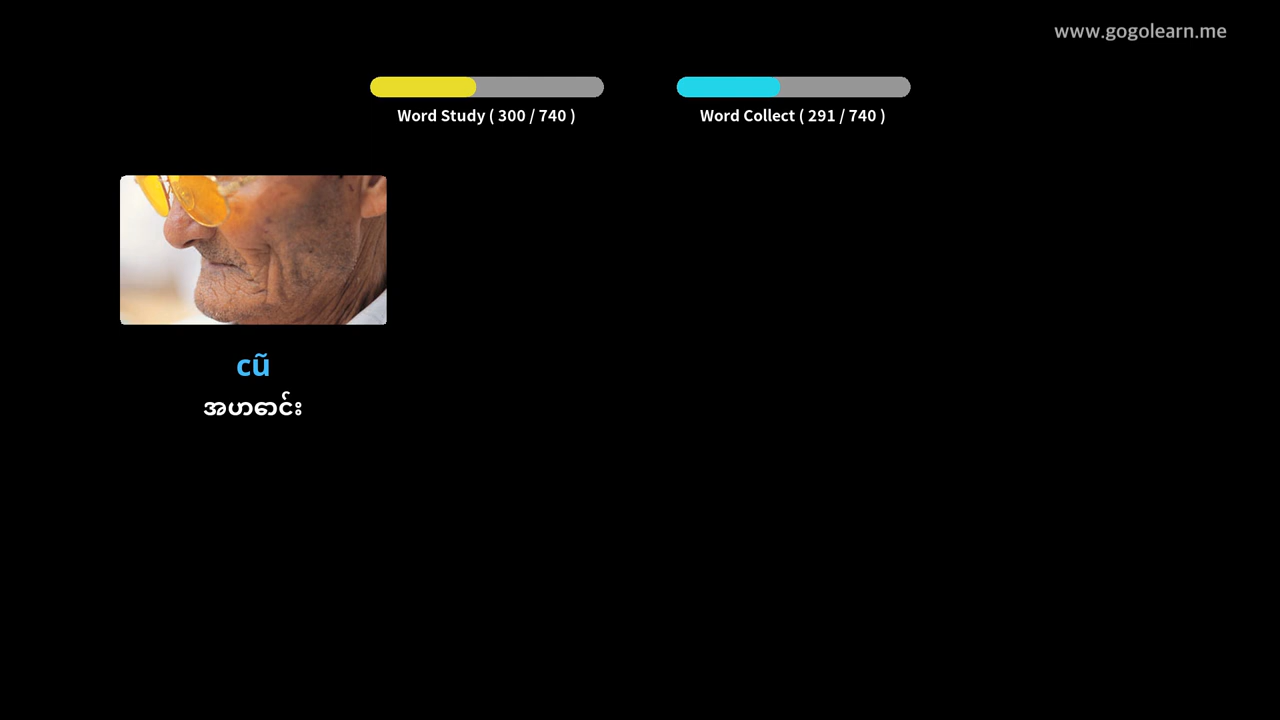 www.gogolearn.me
Word Study ( 300 / 740 )
Word Collect ( 291 / 740 )
cũ
အဟောင်း